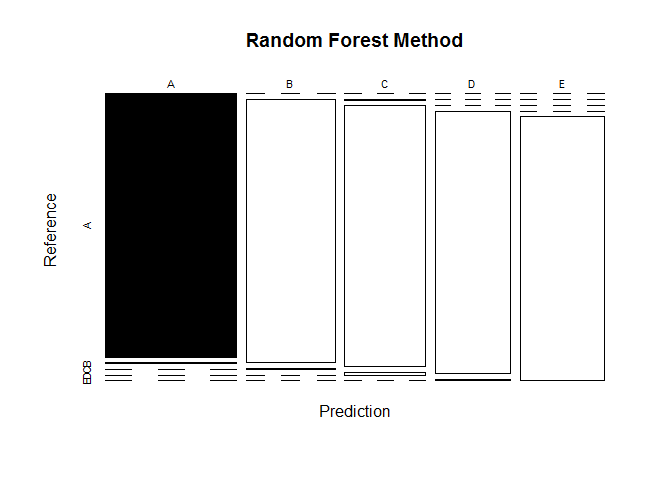 Random Forest Method
A B C D E
Reference
A
EDCB
Prediction